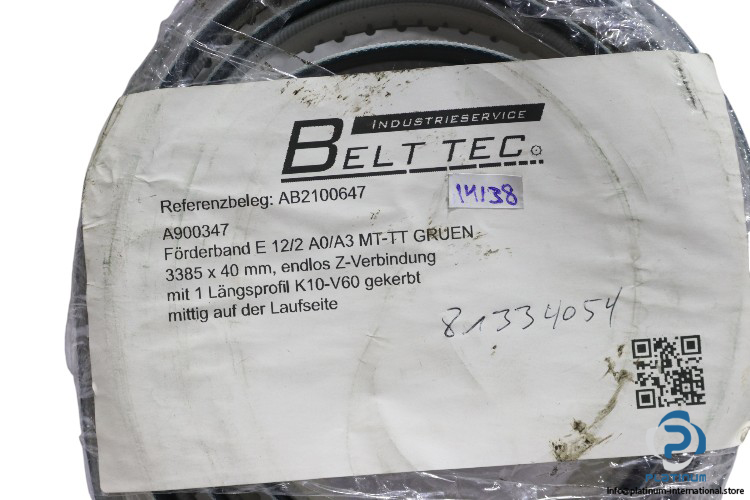 INDUSTRIESERVICE
BELT TEC
Referenzbeleg: AB2100647
14138
A900347
Förderband E 12/2 A0/A3 MT-TT GRUEN,
3385 x 40 mm, endlos Z-Verbindung
mit 1 Längsprofil K10-V60 gekerbt
mittig auf der Laufseite
81334054
PLATINUM
info@platinum-international.store